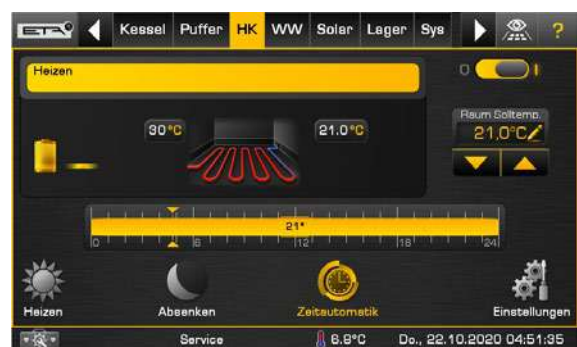 ETA Kessel Puffer HK WW Solar Lager Sys ?
Heizen
0 I
Raum Solltemp.
30°C 21.0°C 21,0°C
21°
0 6 12 18 24
Heizen Absenken Zeitautomatik Einstellungen
Service 6.8°C Do., 22.10.2020 04:51:35